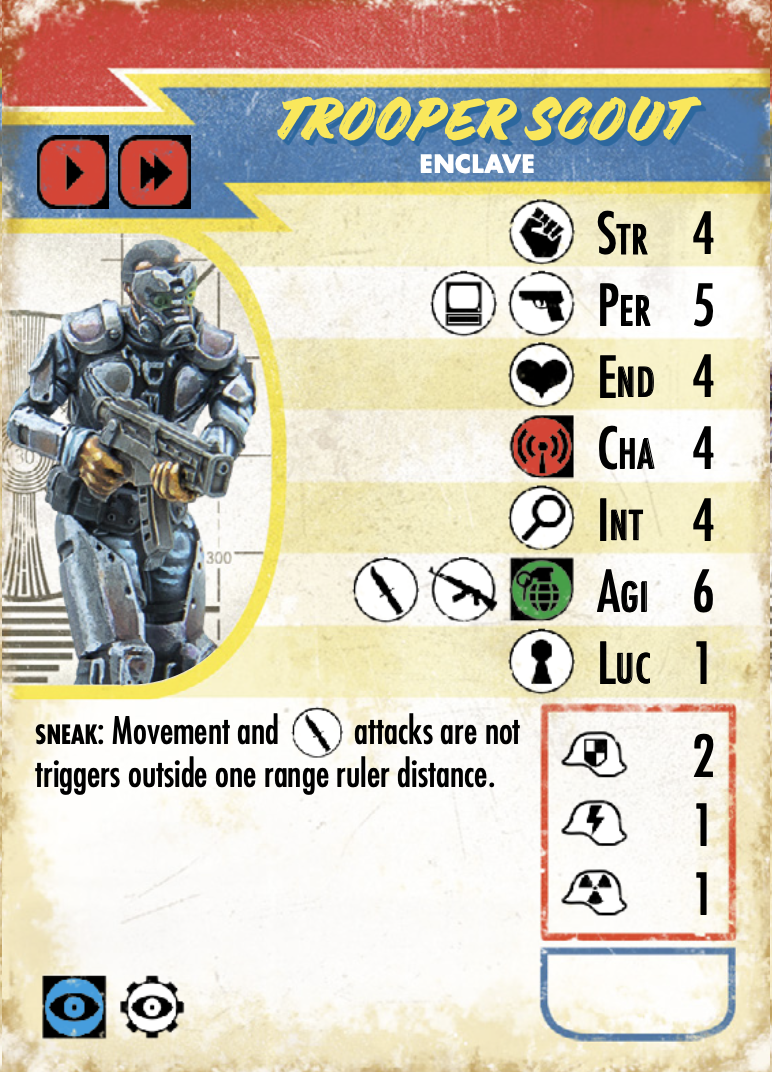 TROOPER SCOUT
ENCLAVE
STR 4
PER 5
END 4
CHA 4
INT 4
AGI 6
LUC 1
300
SNEAK: Movement and attacks are not
triggers outside one range ruler distance.
2
1
1